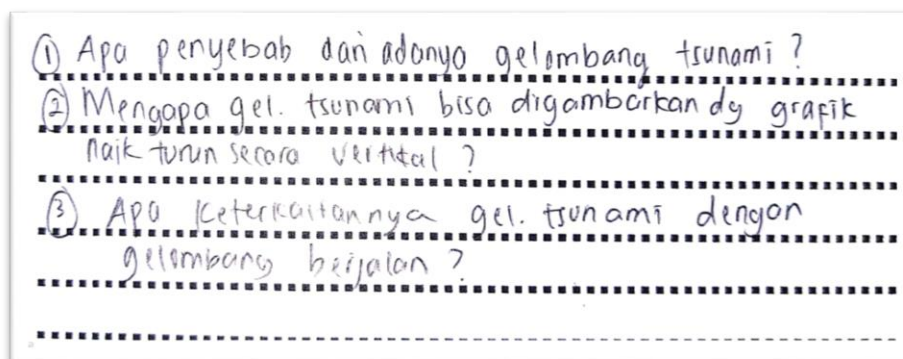 ① Apa penyebab dari adanya gelombang tsunami?
② Mengapa gel. tsunami bisa digambarkan dg grafik
naik turun secara vertikal?
③ Apa keterkaitannya gel. tsunami dengan
gelombang berjalan?